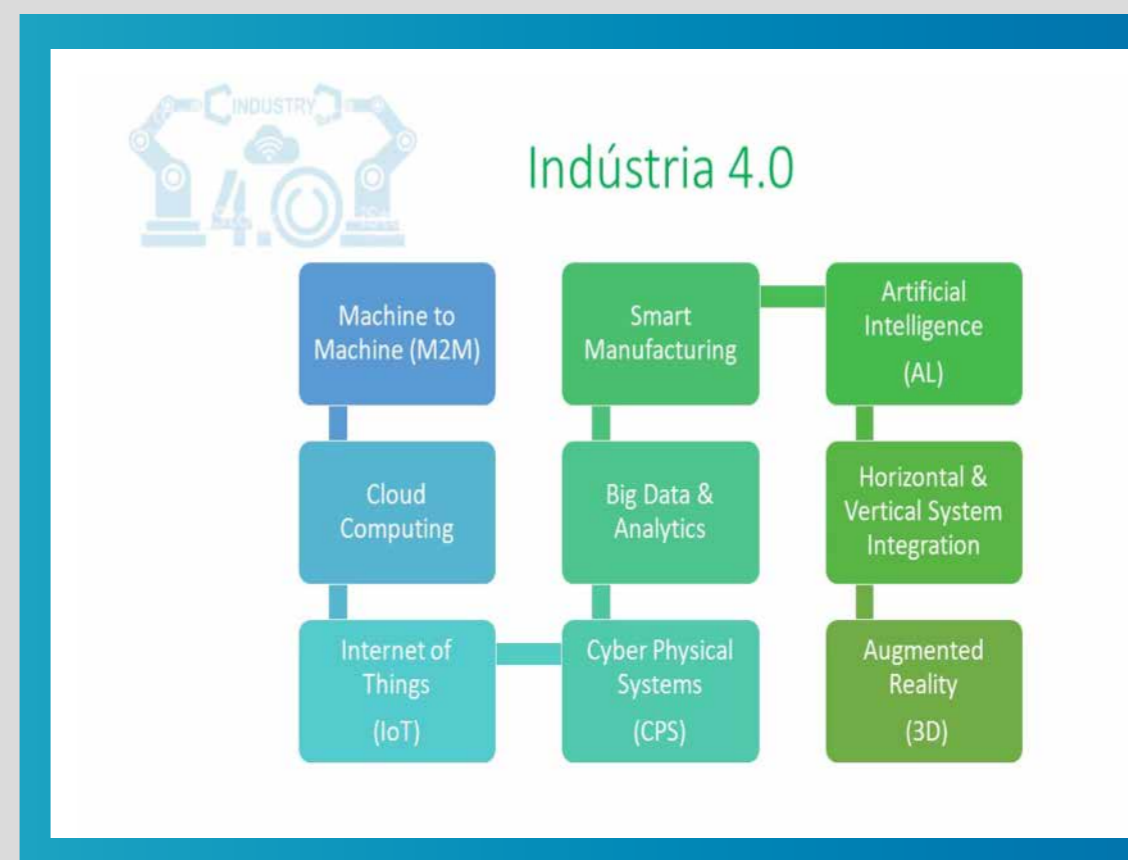 INDUSTRY
4.0
Indústria 4.0
Machine to
Machine (M2M)
Cloud
Computing
Internet of
Things
(IoT)
Cyber Physical
Systems
(CPS)
Big Data &
Analytics
Smart
Manufacturing
Artificial
Intelligence
(AL)
Horizontal &
Vertical System
Integration
Augmented
Reality
(3D)